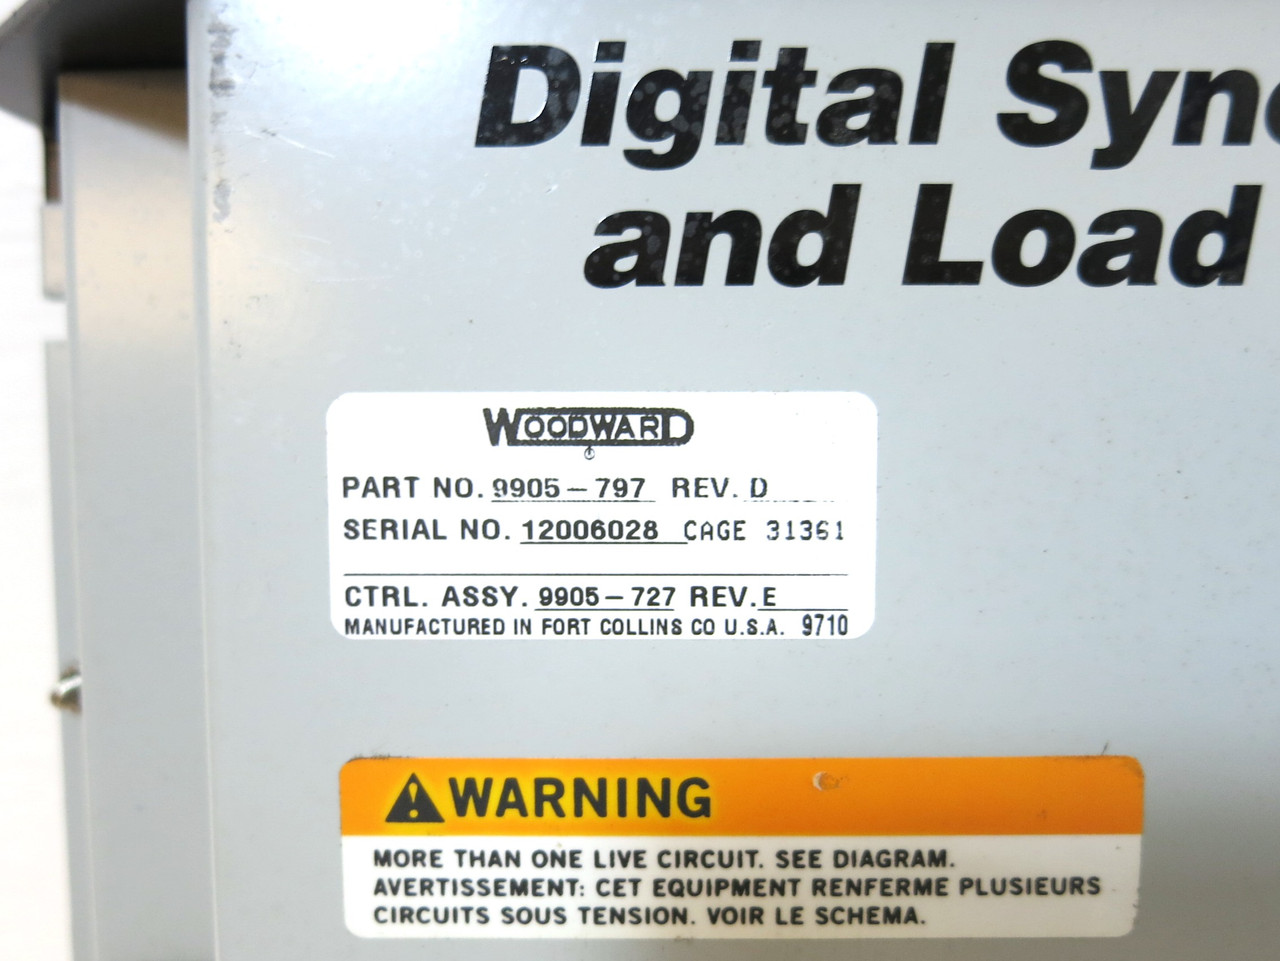 Digital Sync
and Load
WOODWARD
PART NO. 9905-797 REV. D
SERIAL NO. 12006028 CAGE 31361
CTRL. ASSY. 9905-727 REV. E
MANUFACTURED IN FORT COLLINS CO U.S.A. 9710
WARNING
MORE THAN ONE LIVE CIRCUIT. SEE DIAGRAM.
AVERTISSEMENT: CET EQUIPMENT RENFERME PLUSIEURS
CIRCUITS SOUS TENSION. VOIR LE SCHEMA.